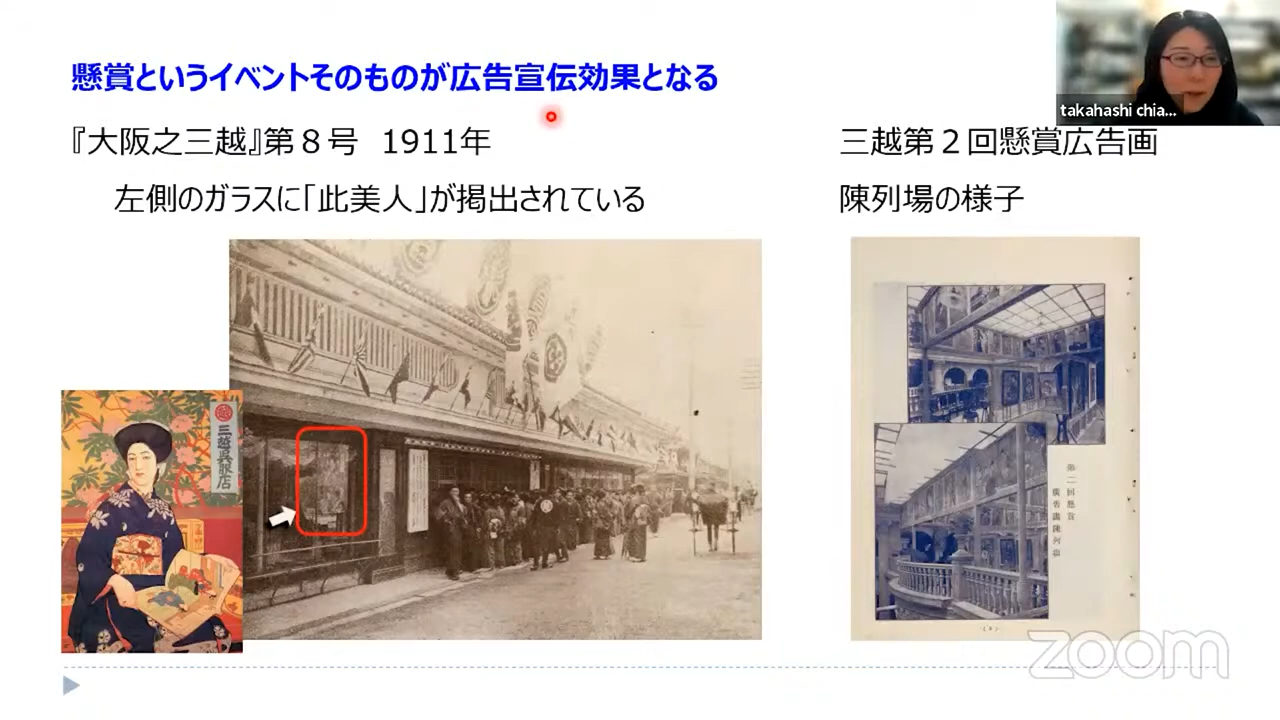 懸賞というイベントそのものが広告宣伝効果となる
takahashi chia...
『大阪之三越』第８号 1911年
左側のガラスに「此美人」が掲出されている
三越第２回懸賞広告画
陳列場の様子
三越呉服店
第二回懸賞
廣告畫陳列場
zoom